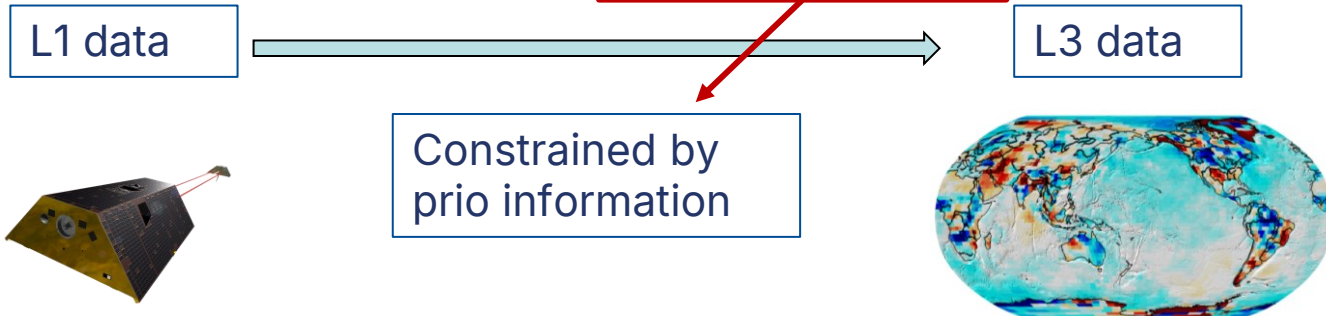 L1 data
L3 data
Constrained by
prio information